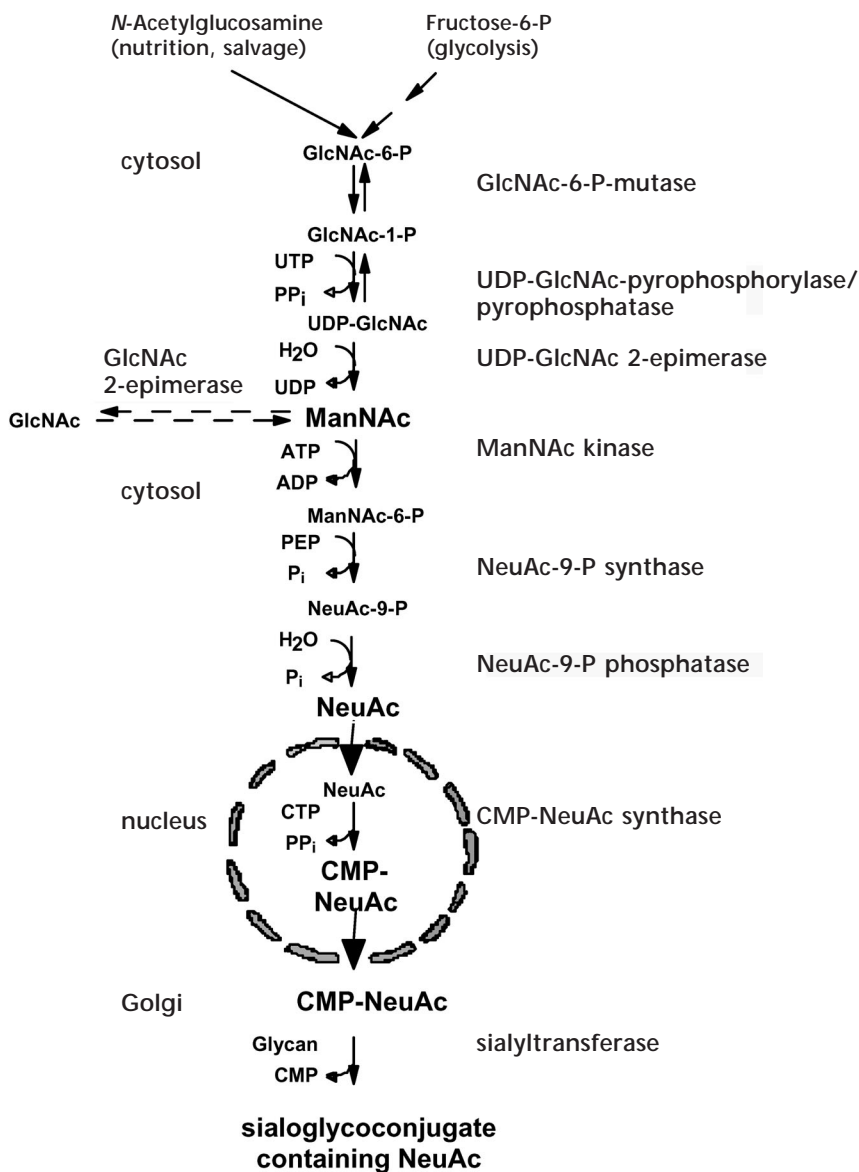 N-Acetylglucosamine
(nutrition, salvage)
Fructose-6-P
(glycolysis)
cytosol
GlcNAc-6-P
GlcNAc-6-P-mutase
GlcNAc-1-P
UTP
PPi
UDP-GlcNAc-pyrophosphorylase/
pyrophosphatase
UDP-GlcNAc
H2O
UDP
UDP-GlcNAc 2-epimerase
GlcNAc
2-epimerase
GlcNAc
ManNAc
ATP
ADP
ManNAc kinase
cytosol
ManNAc-6-P
PEP
Pi
NeuAc-9-P synthase
NeuAc-9-P
H2O
Pi
NeuAc-9-P phosphatase
NeuAc
nucleus
NeuAc
CTP
PPi
CMP-NeuAc synthase
CMP-
NeuAc
Golgi
CMP-NeuAc
Glycan
CMP
sialyltransferase
sialoglycoconjugate
containing NeuAc